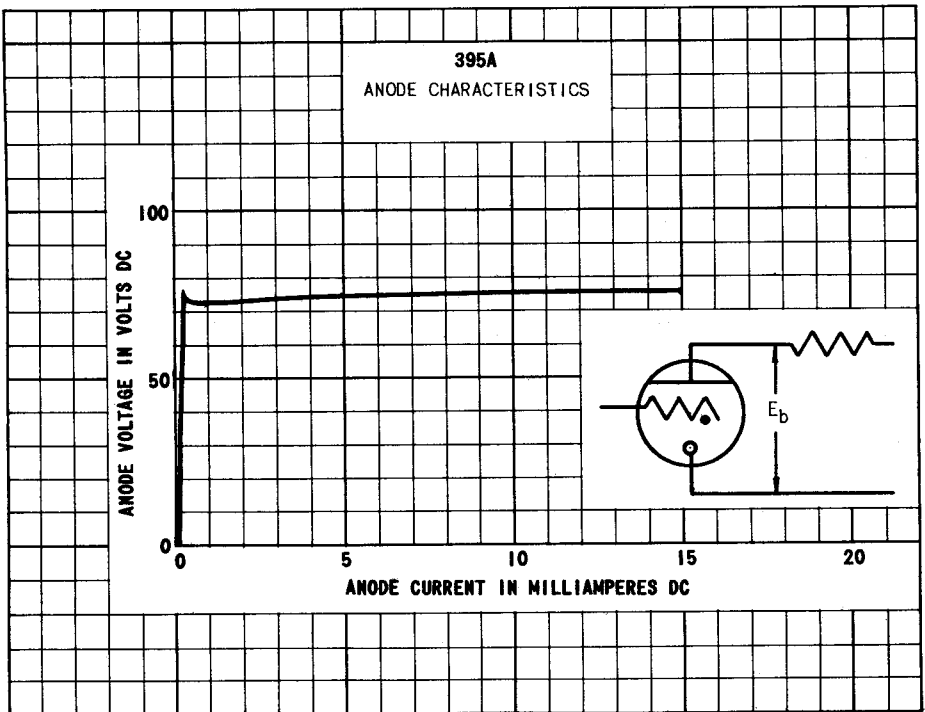 395A
ANODE CHARACTERISTICS
ANODE VOLTAGE IN VOLTS DC
100
50
0
0 5 10 15 20
ANODE CURRENT IN MILLIAMPERES DC
Eb